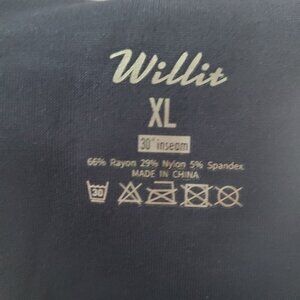 Willit
XL
30" inseam
66% Rayon 29% Nylon 5% Spandex
MADE IN CHINA
30